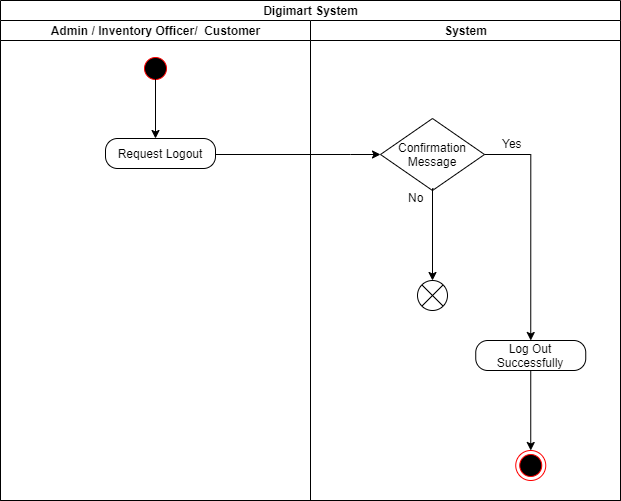 Digimart System
Admin / Inventory Officer/ Customer
System
Request Logout
Confirmation
Message
Yes
No
Log Out
Successfully